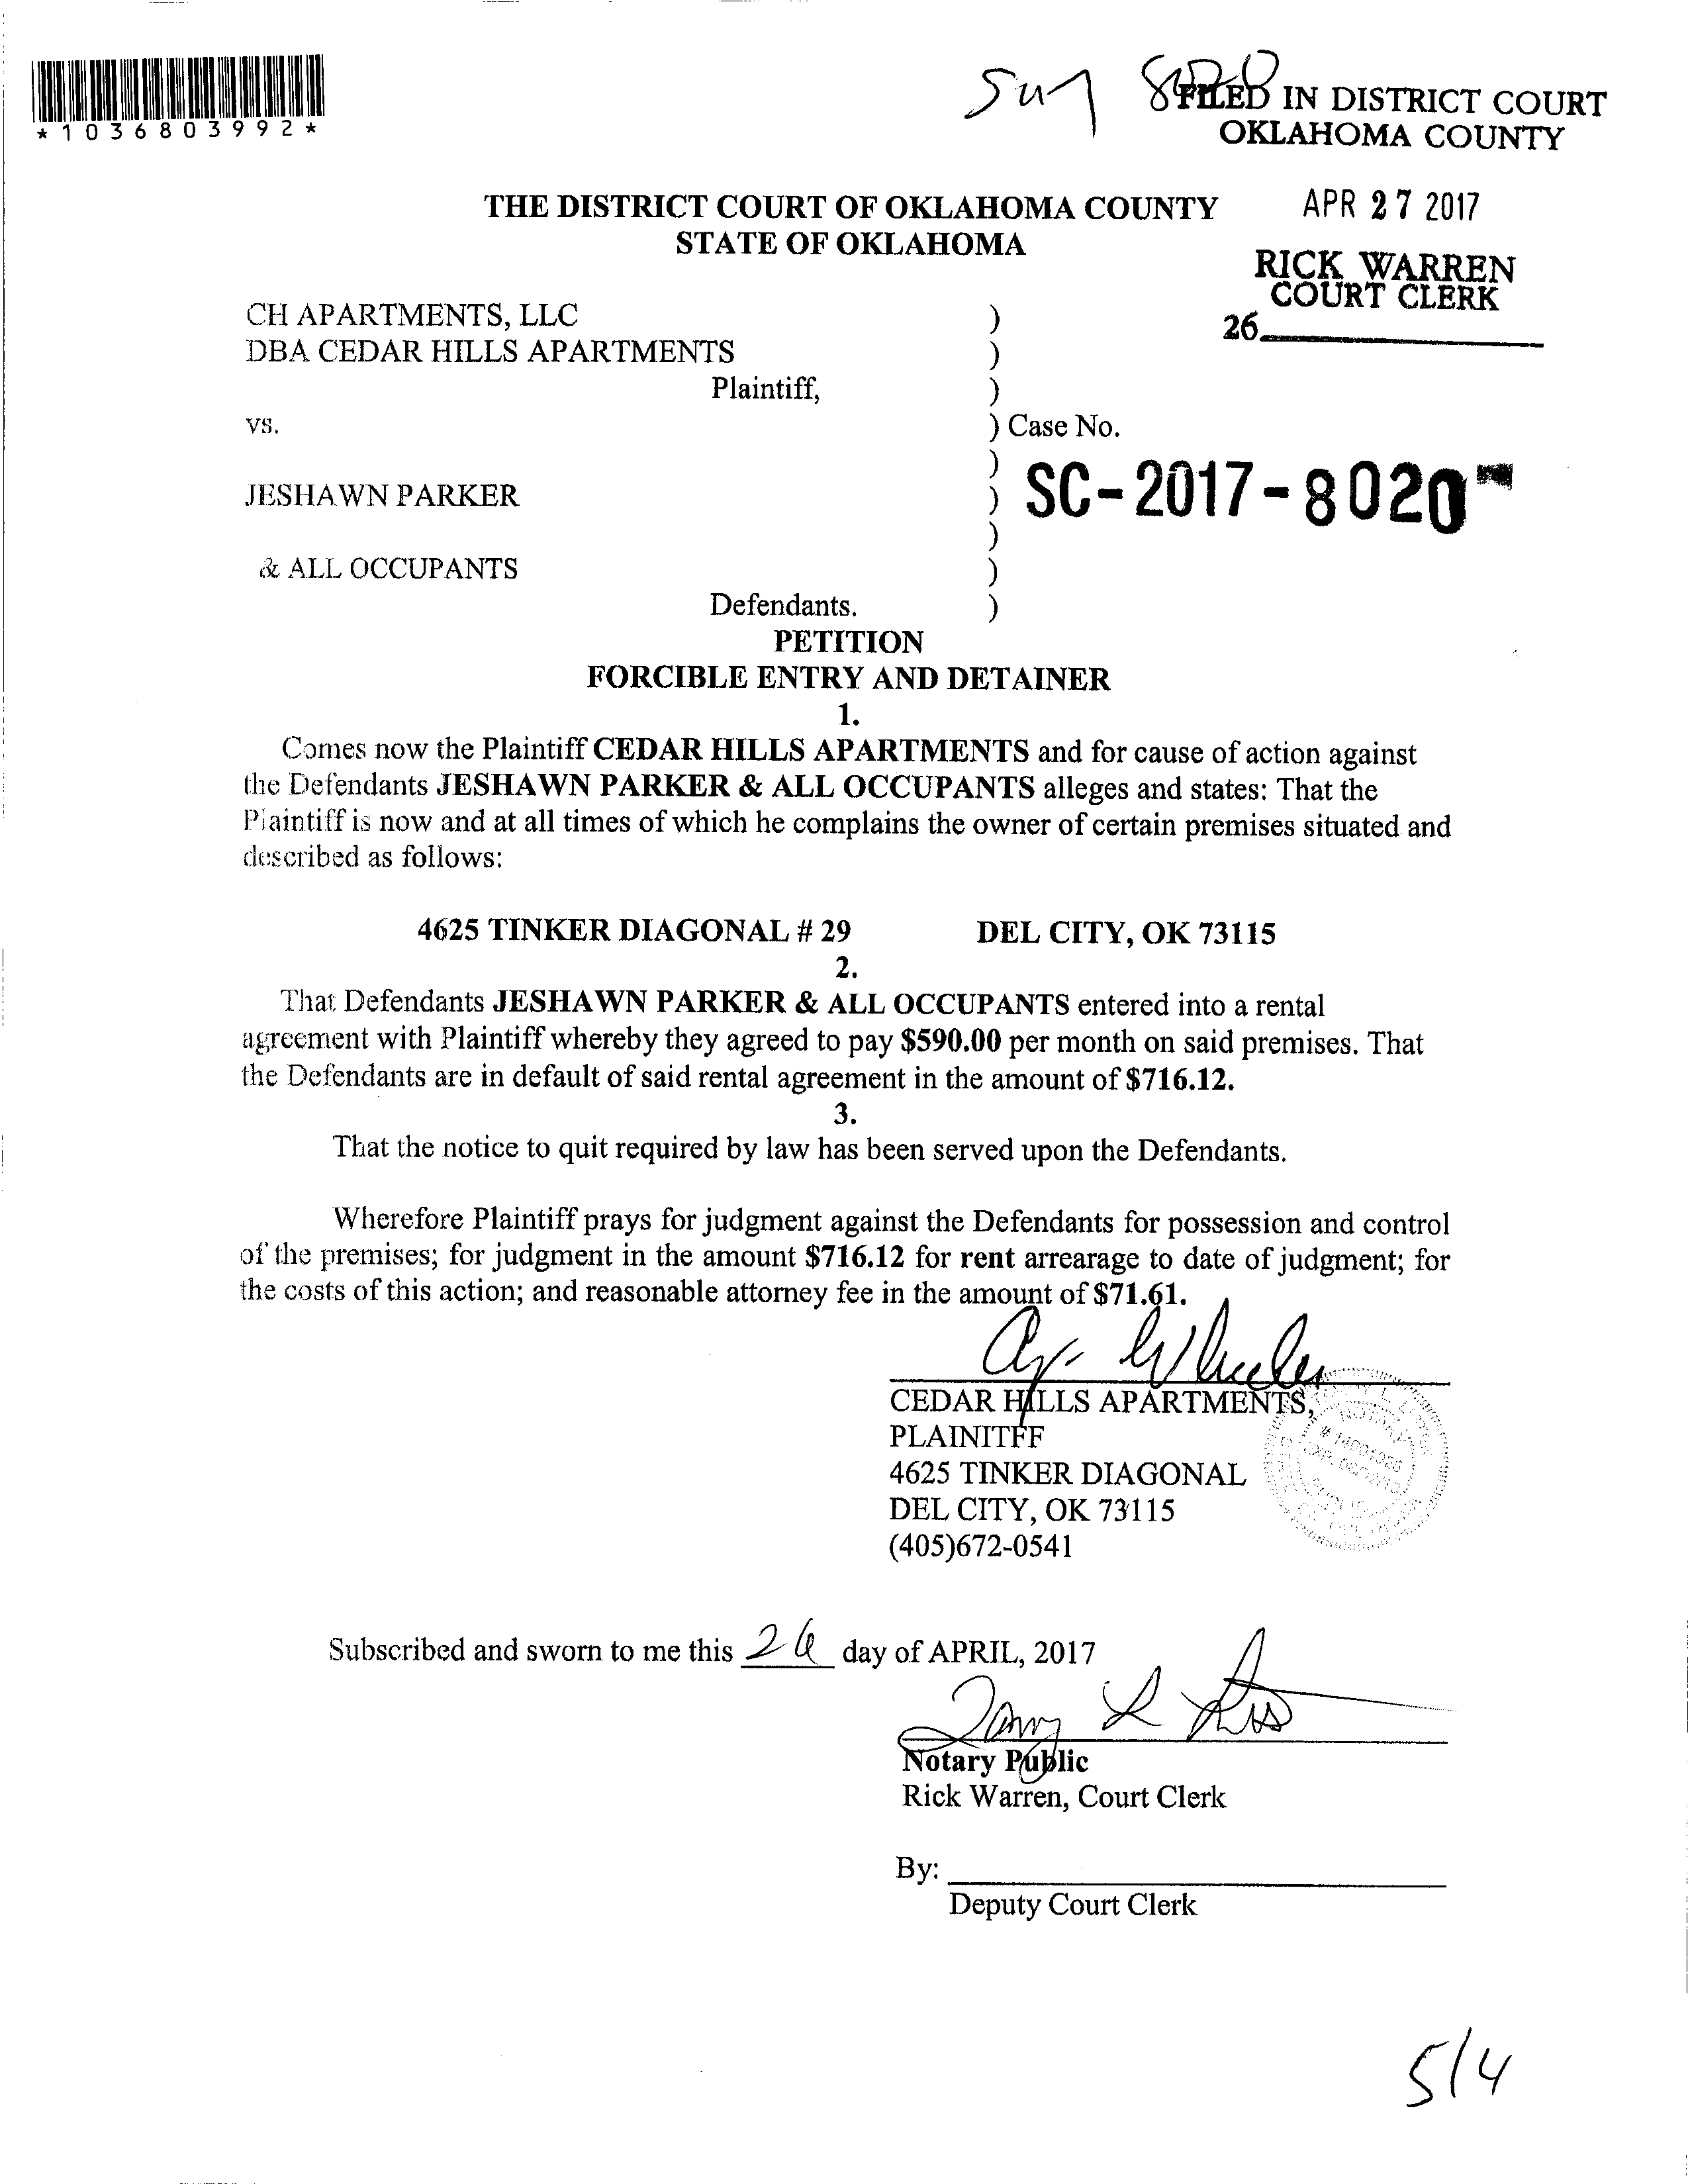 *1036803992*
FILED IN DISTRICT COURT
OKLAHOMA COUNTY
THE DISTRICT COURT OF OKLAHOMA COUNTY
STATE OF OKLAHOMA
APR 27 2017
RICK WARREN
COURT CLERK
26
CH APARTMENTS, LLC )
DBA CEDAR HILLS APARTMENTS )
Plaintiff, )
vs. ) Case No.
)
JESHAWN PARKER ) SC-2017-8020
)
& ALL OCCUPANTS )
Defendants. )
PETITION
FORCIBLE ENTRY AND DETAINER
1.
Comes now the Plaintiff CEDAR HILLS APARTMENTS and for cause of action against
the Defendants JESHAWN PARKER & ALL OCCUPANTS alleges and states: That the
Plaintiff is now and at all times of which he complains the owner of certain premises situated and
described as follows:
4625 TINKER DIAGONAL # 29 DEL CITY, OK 73115
2.
That Defendants JESHAWN PARKER & ALL OCCUPANTS entered into a rental
agreement with Plaintiff whereby they agreed to pay $590.00 per month on said premises. That
the Defendants are in default of said rental agreement in the amount of $716.12.
3.
That the notice to quit required by law has been served upon the Defendants.
Wherefore Plaintiff prays for judgment against the Defendants for possession and control
of the premises; for judgment in the amount $716.12 for rent arrearage to date of judgment; for
the costs of this action; and reasonable attorney fee in the amount of $71.61.
CEDAR HILLS APARTMENTS,
PLAINITFF
4625 TINKER DIAGONAL
DEL CITY, OK 73115
(405)672-0541
Subscribed and sworn to me this 26 day of APRIL, 2017
Notary Public
Rick Warren, Court Clerk
By:
Deputy Court Clerk
5/4